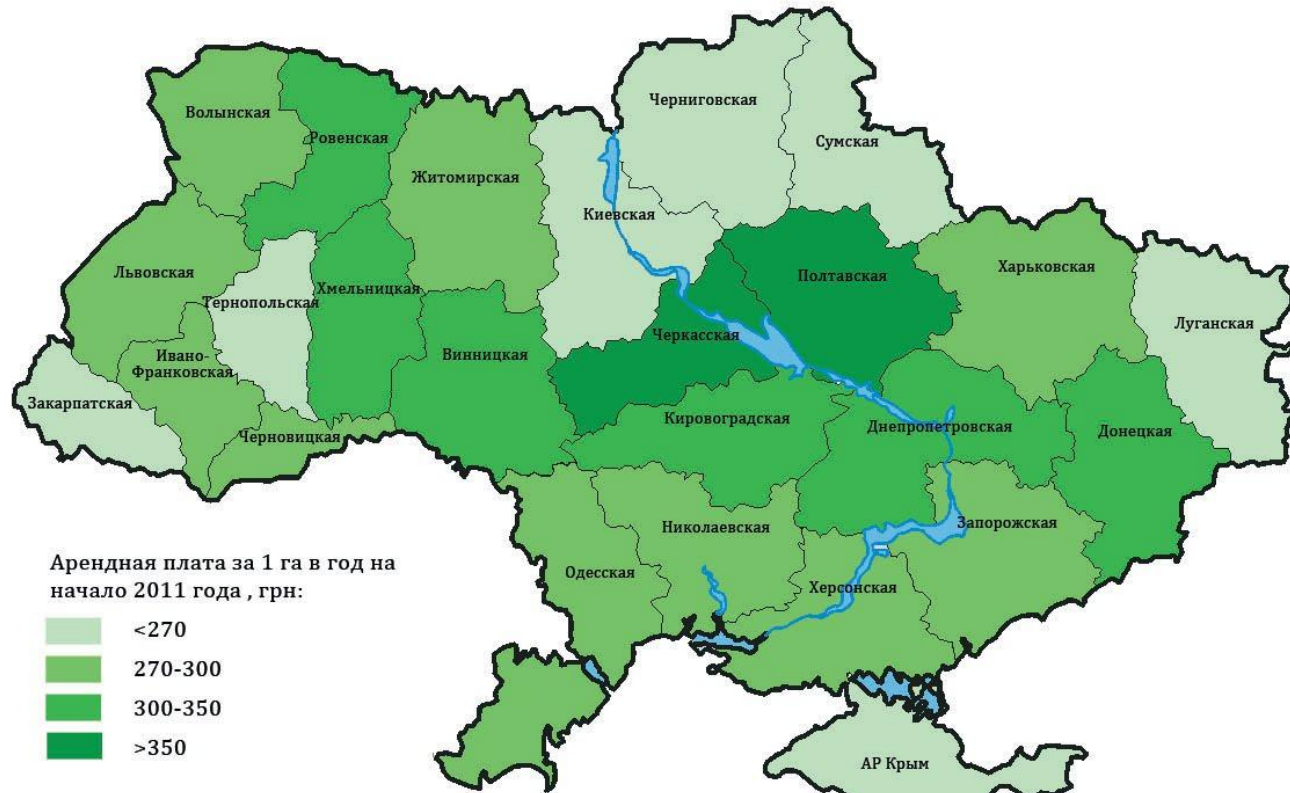 Черниговская
Волынская
Ровенская
Сумская
Житомирская
Киевская
Львовская
Полтавская
Харьковская
Тернопольская
Хмельницкая
Луганская
Черкасская
Ивано-
Франковская
Винницкая
Закарпатская
Кировоградская
Днепропетровская
Донецкая
Черновицкая
Николаевская
Запорожская
Одесская
Херсонская
Арендная плата за 1 га в год на
начало 2011 года , грн:
<270
270-300
300-350
>350
АР Крым